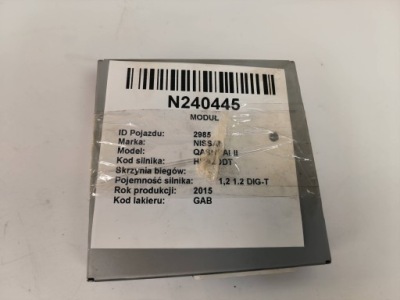 N240445
MODUŁ
ID Pojazdu: 2985
Marka:
Model:
Kod silnika:
Skrzynia biegów:
Pojemność silnika: 1,2 1.2 DIG-T
Rok produkcji: 2015
Kod lakieru: GAB